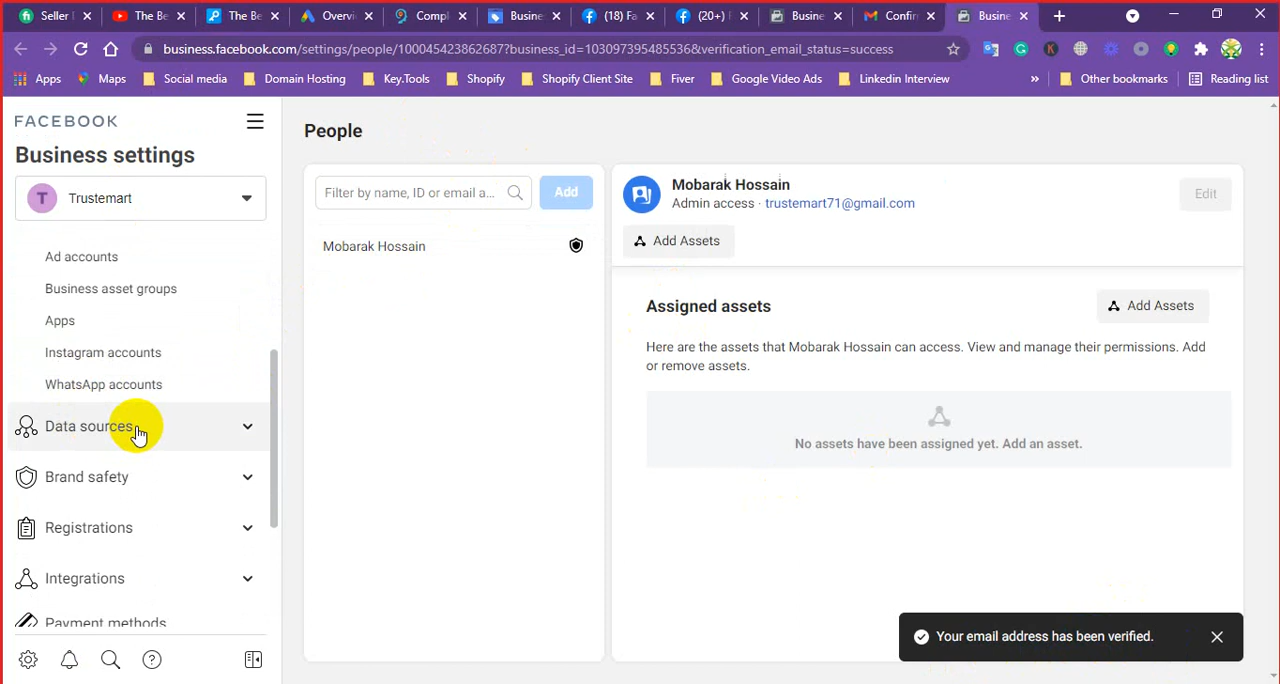 Seller
The Be
The Be
Overvi
Compl
Busine
(18) Fa
(20+)
Busine
Confir
Busine
business.facebook.com/settings/people/100045423862687?business_id=1030973954855536&verification_email_status=success
Apps
Maps
Social media
Domain Hosting
Key.Tools
Shopify
Shopify Client Site
Fiver
Google Video Ads
Linkedin Interview
»
Other bookmarks
Reading list
FACEBOOK
Business settings
T Trustemart
Ad accounts
Business asset groups
Apps
Instagram accounts
WhatsApp accounts
Data sources
Brand safety
Registrations
Integrations
Payment methods
People
Filter by name, ID or email a...
Add
Mobarak Hossain
Mobarak Hossain
Admin access · trustemart71@gmail.com
Edit
Add Assets
Assigned assets
Add Assets
Here are the assets that Mobarak Hossain can access. View and manage their permissions. Add
or remove assets.
No assets have been assigned yet. Add an asset.
Your email address has been verified.